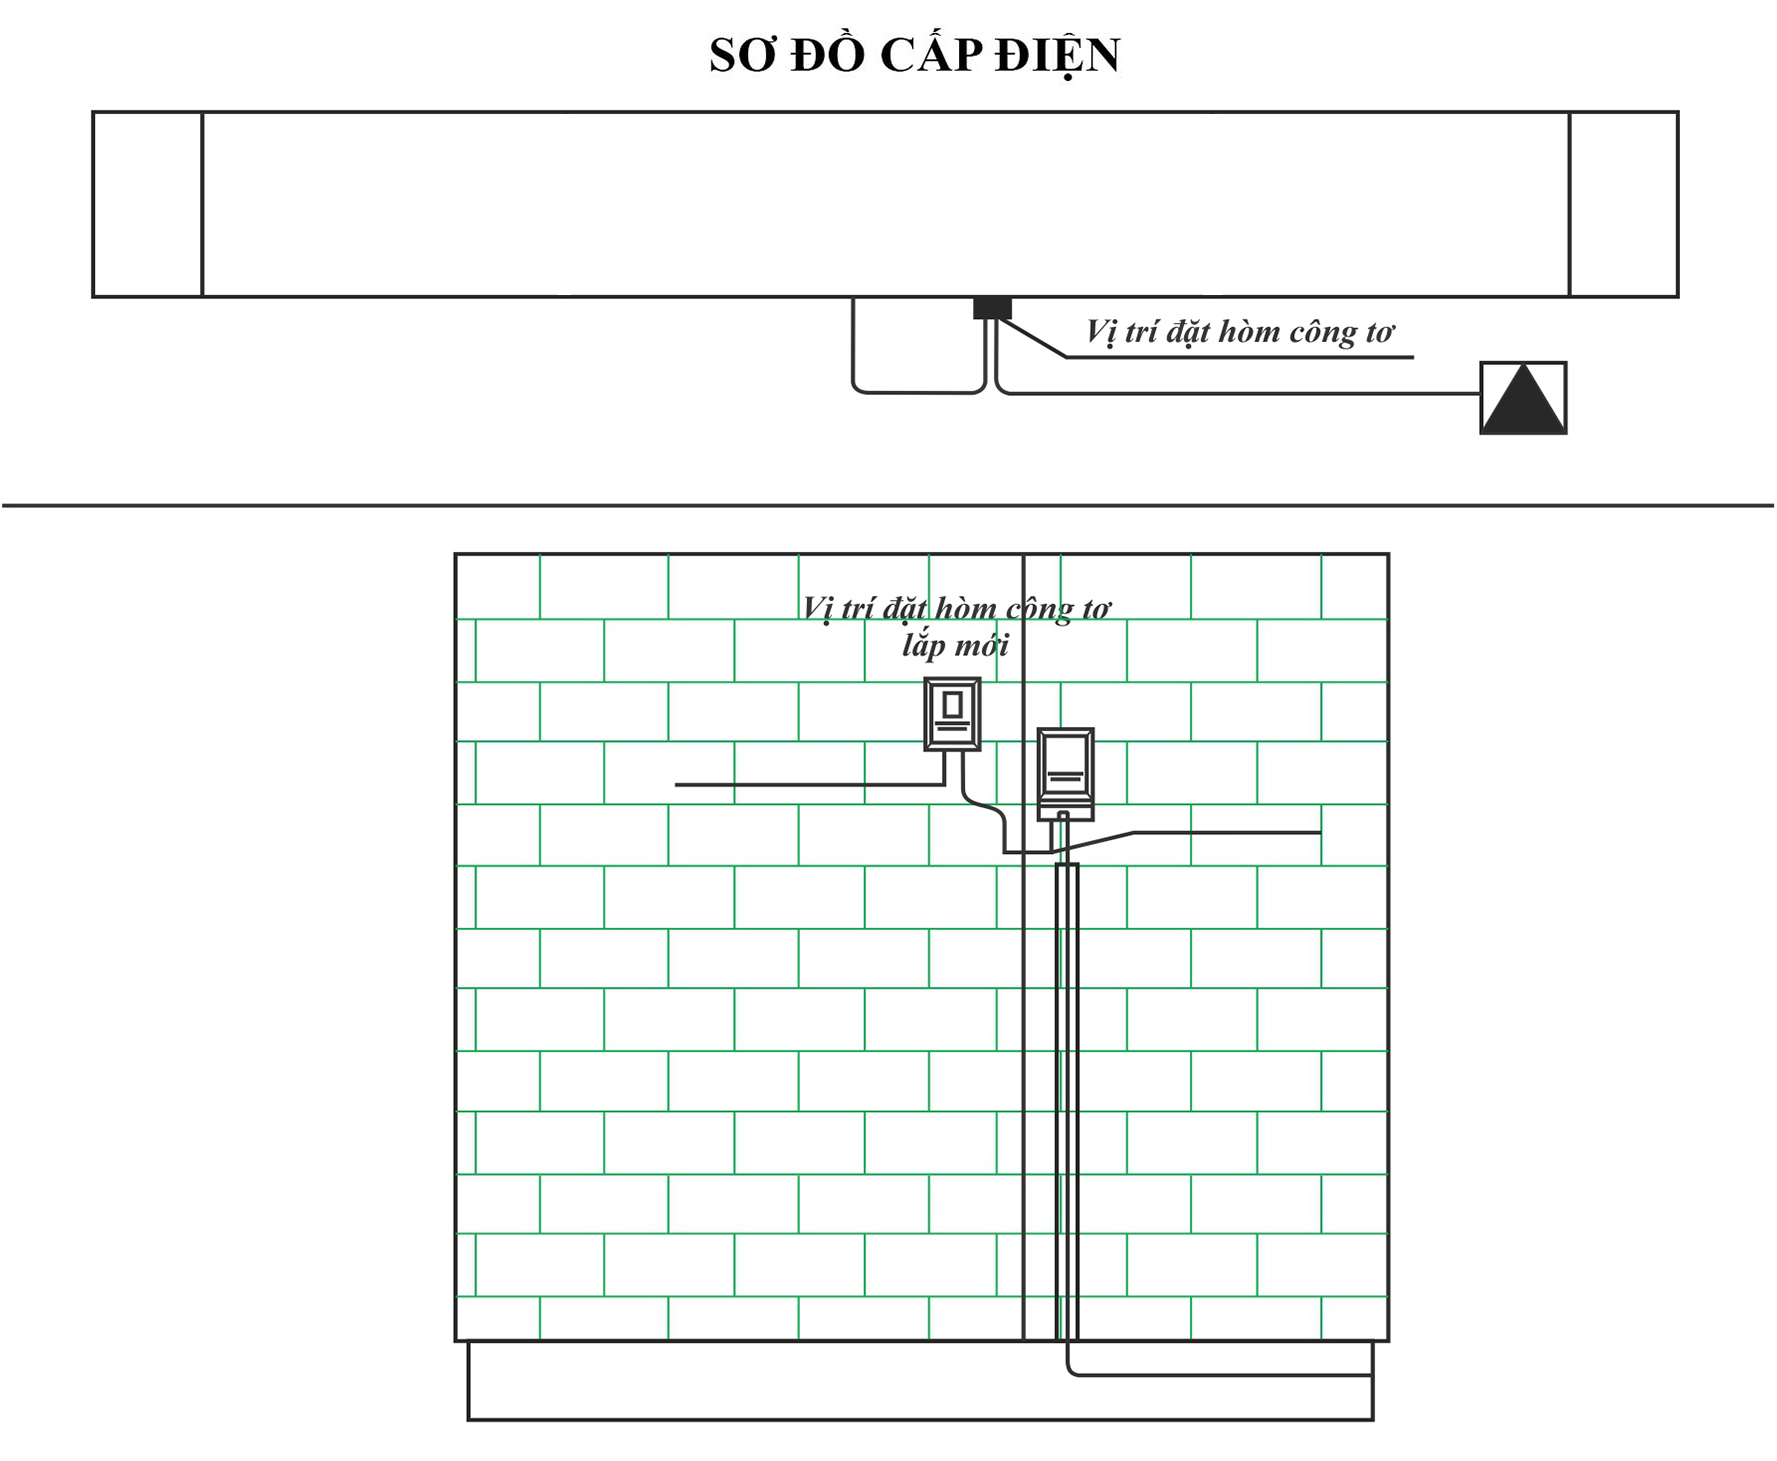 SƠ ĐỒ CẤP ĐIỆN
Vị trí đặt hòm công tơ
Vị trí đặt hòm công tơ
lắp mới